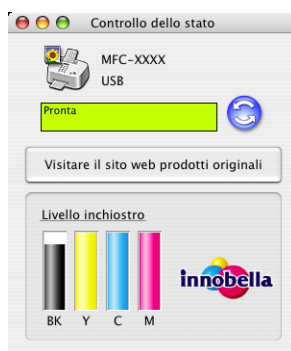 Controllo dello stato
MFC-XXXX
USB
Pronta
Visitare il sito web prodotti originali
Livello inchiostro
innobella
BK Y C M